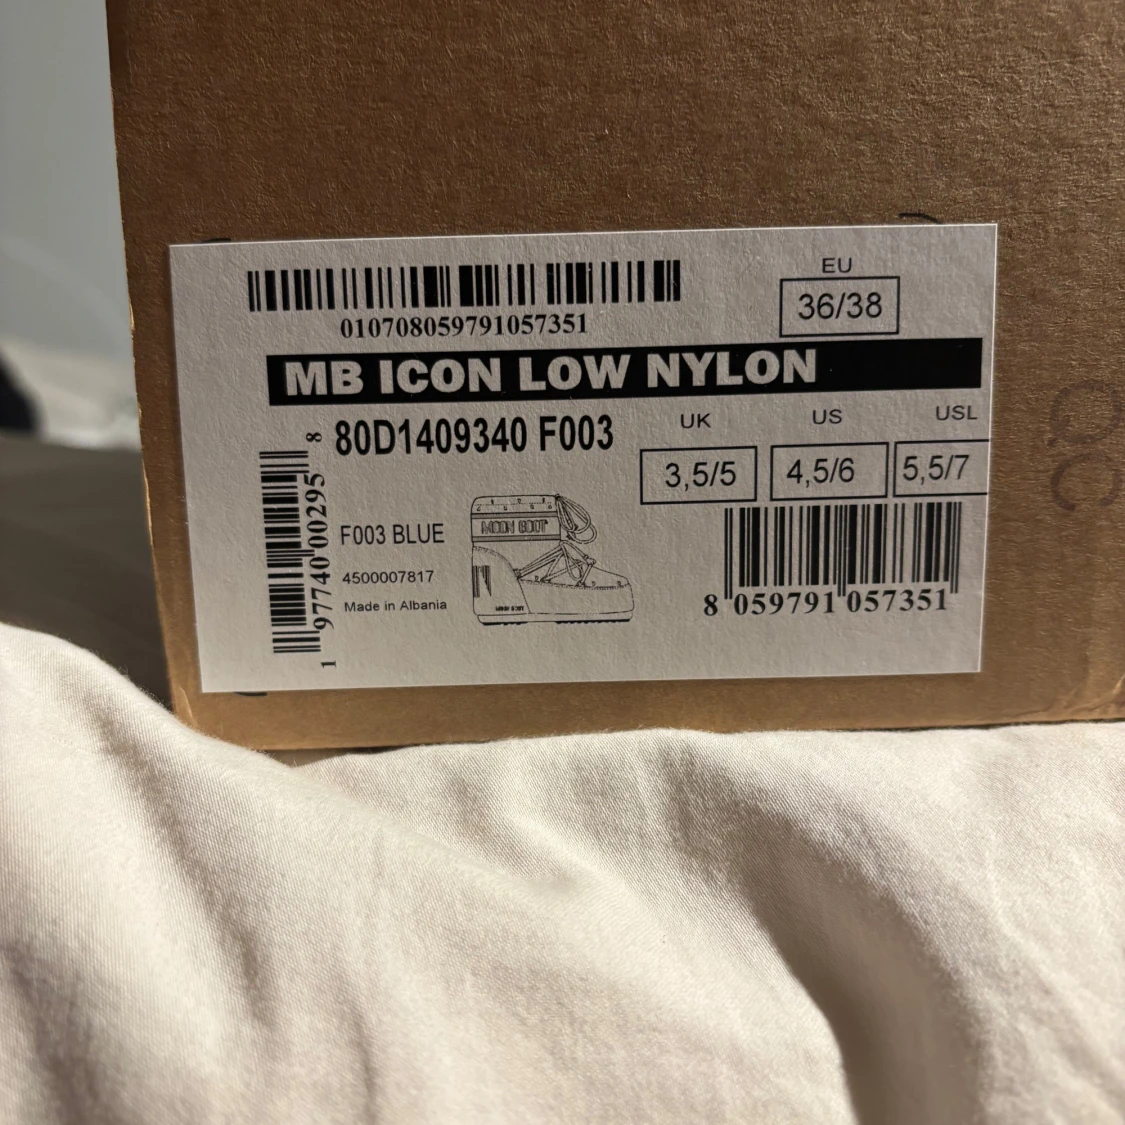 EU
36/38
010708059791057351
MB ICON LOW NYLON
80D1409340 F003
UK
US
USL
3,5/5
4,5/6
5,5/7
F003 BLUE
4500007817
Made in Albania
MOON BOOT
8 059791 057351
1 97740 00295 8